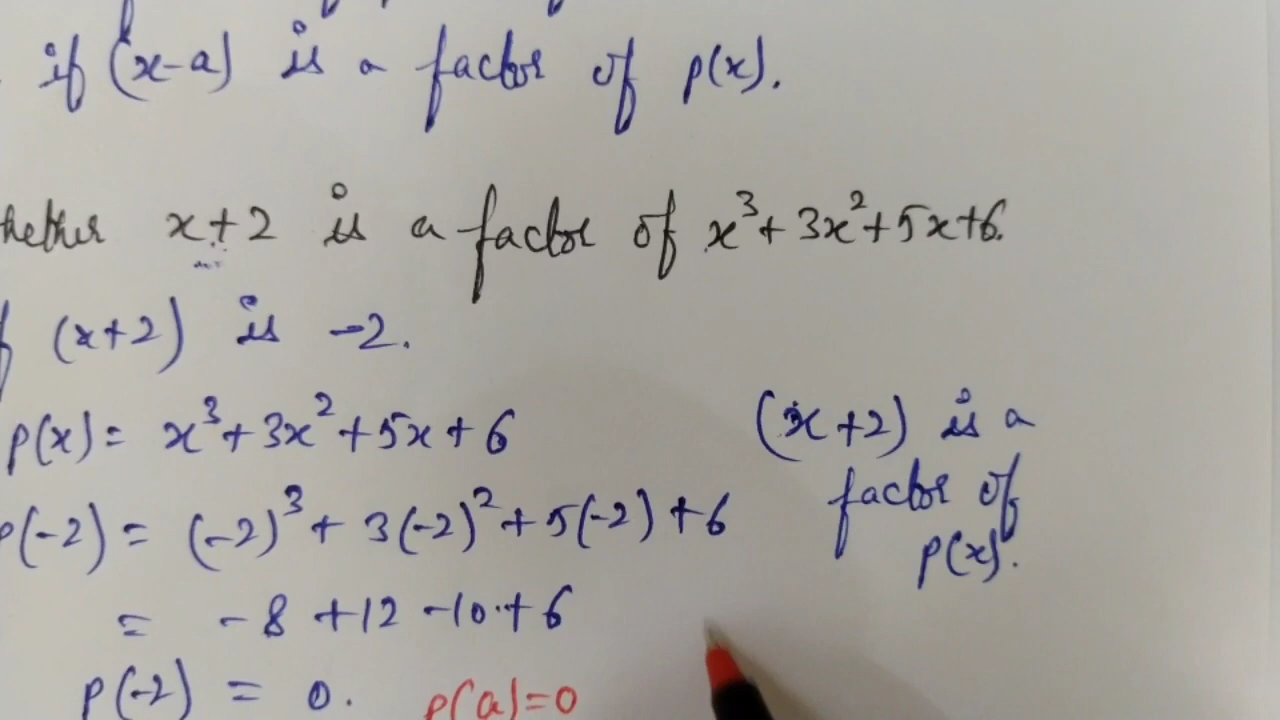 if (x-a) is a factor of p(x).
x+2 is a factor of x³+3x²+5x+6.
(x+2) is -2.
p(x)= x³+3x²+5x+6
(x+2) is a
factor of
p(x).
p(-2) = (-2)³+ 3(-2)²+5(-2)+6
= -8 +12 -10+6
p(-2) = 0. p(a)=0